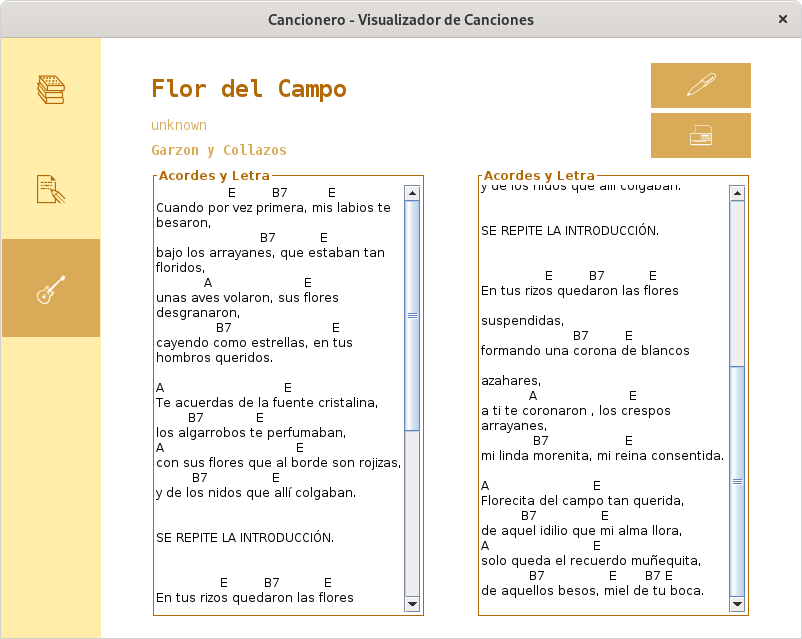 Cancionero - Visualizador de Canciones
Flor del Campo
unknown
Garzon y Collazos
Acordes y Letra
E B7 E
Cuando por vez primera, mis labios te
besaron,
B7 E
bajo los arrayanes, que estaban tan
floridos,
A E
unas aves volaron, sus flores
desgranaron,
B7 E
cayendo como estrellas, en tus
hombros queridos.
A E
Te acuerdas de la fuente cristalina,
B7 E
los algarrobos te perfumaban,
A E
con sus flores que al borde son rojizas,
B7 E
y de los nidos que allí colgaban.
SE REPITE LA INTRODUCCIÓN.
E B7 E
En tus rizos quedaron las flores
Acordes y Letra
y de los nidos que allí colgaban.
SE REPITE LA INTRODUCCIÓN.
E B7 E
En tus rizos quedaron las flores
suspendidas,
B7 E
formando una corona de blancos
azahares,
A E
a ti te coronaron , los crespos
arrayanes,
B7 E
mi linda morenita, mi reina consentida.
A E
Florecita del campo tan querida,
B7 E
de aquel idilio que mi alma llora,
A E
solo queda el recuerdo muñequita,
B7 E B7 E
de aquellos besos, miel de tu boca.